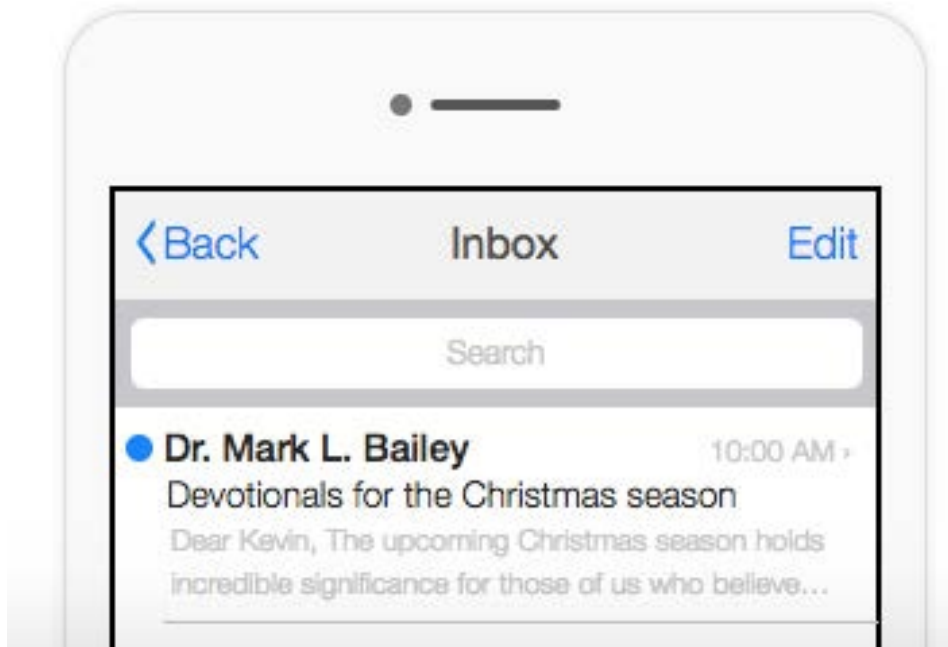 Back Inbox Edit
Search
Dr. Mark L. Bailey 10:00 AM
Devotionals for the Christmas season
Dear Kevin, The upcoming Christmas season holds
incredible significance for those of us who believe...